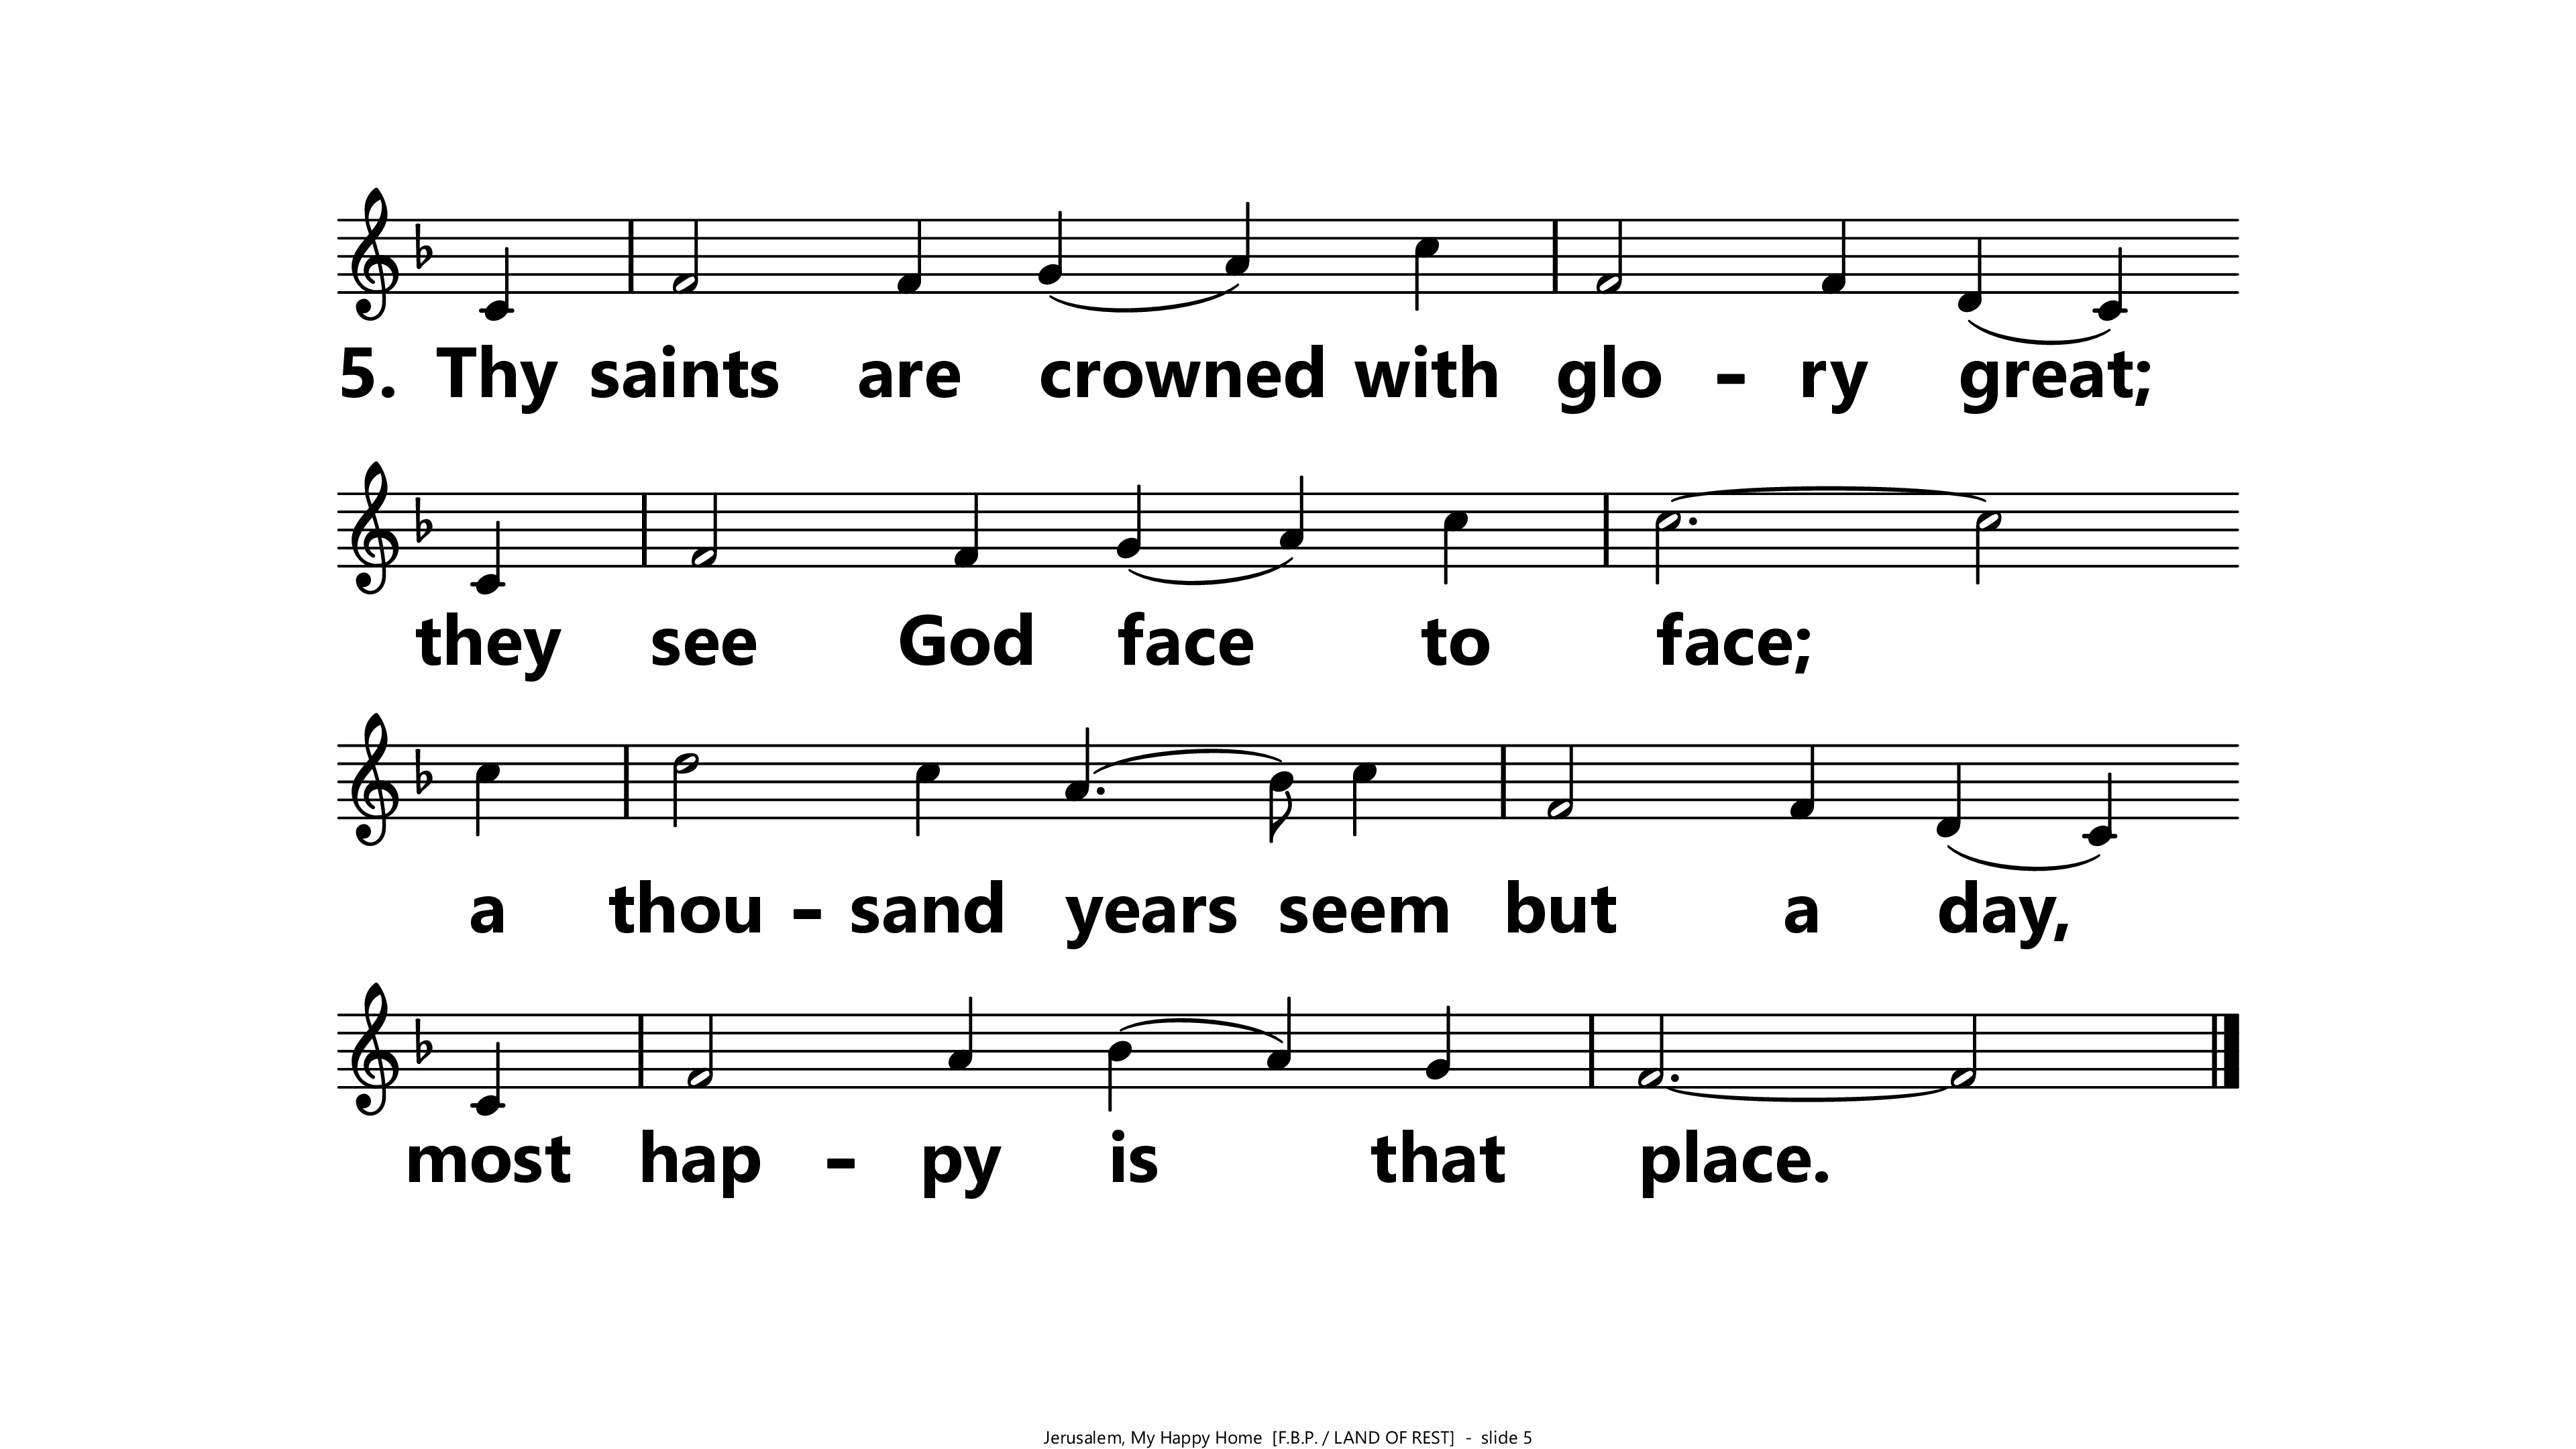 5. Thy saints are crowned with glo - ry great;
they see God face to face;
a thou - sand years seem but a day,
most hap - py is that place.
Jerusalem, My Happy Home [F.B.P. / LAND OF REST] - slide 5